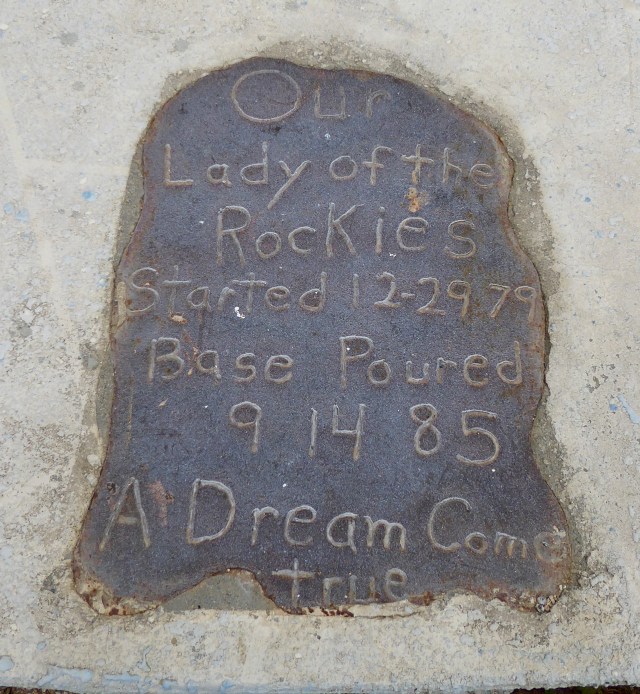 Our
Lady of the
Rockies
Started 12-29 79
Base Poured
9 14 85
A Dream Come
true